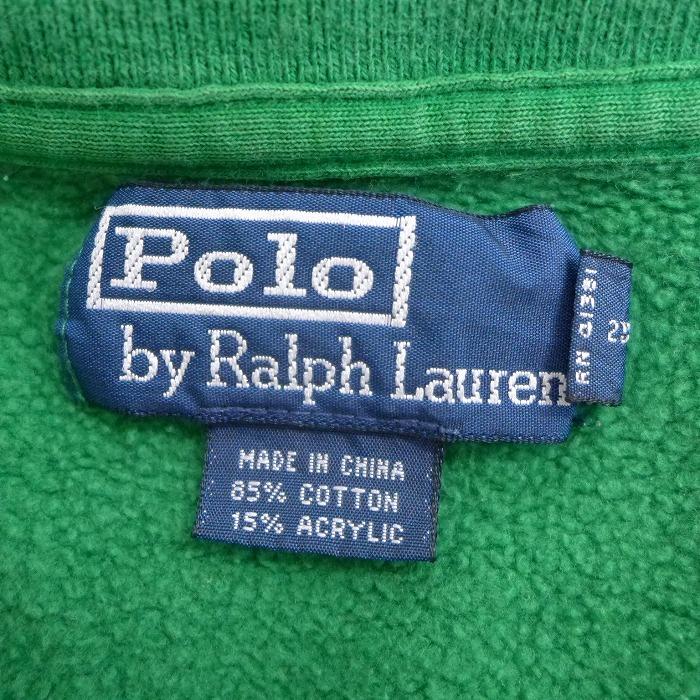 Polo
by Ralph Lauren
MADE IN CHINA
85% COTTON
15% ACRYLIC
RN 41381